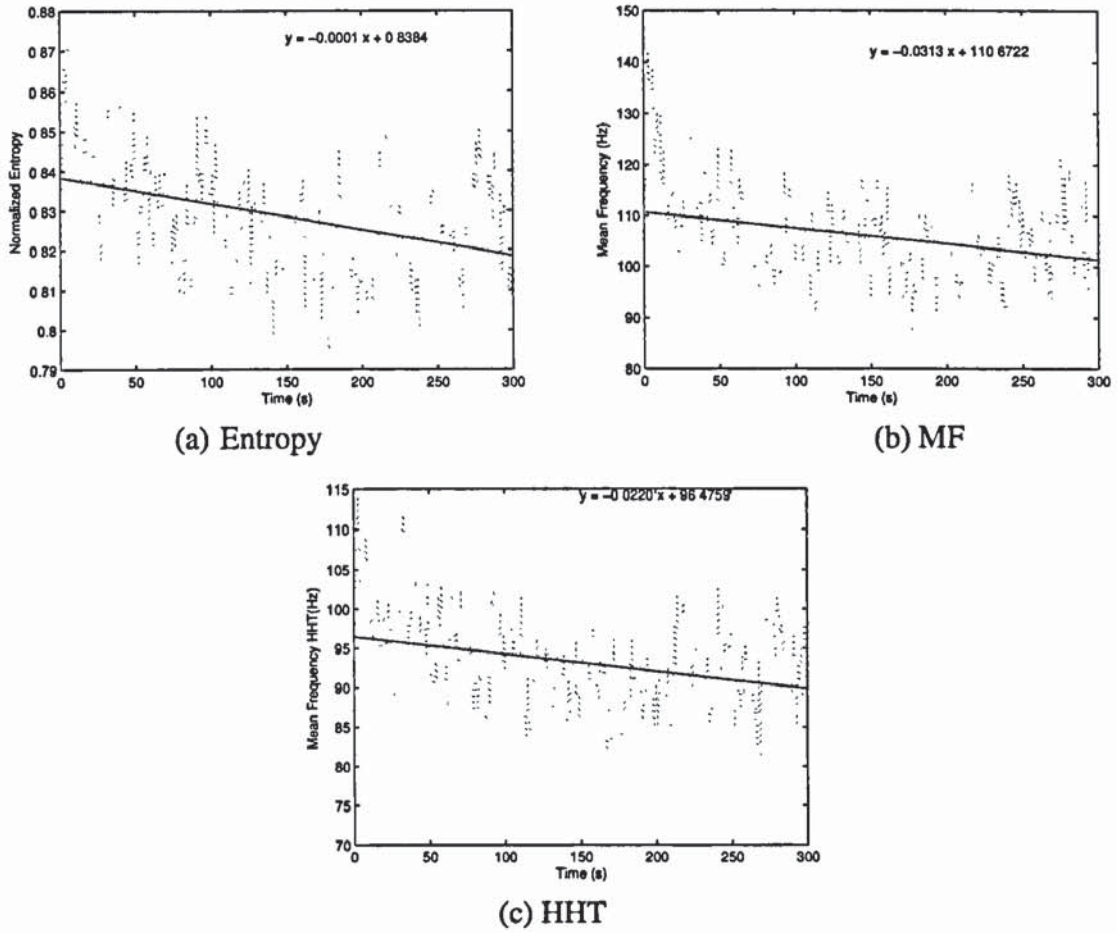 0 88
0.87
0 86
0 85
0 84
0 83
0 82
0 81
0 8
0.79
Normalized Entropy
y = −0.0001 x + 0 8384
0 50 100 150 200 250 300
Time (s)
(a) Entropy
150
140
130
120
110
100
90
80
Mean Frequency (Hz)
y = −0.0313 x + 110 6722
0 50 100 150 200 250 300
Time (s)
(b) MF
115
110
105
100
95
90
85
80
75
70
Mean Frequency HHT(Hz)
y = −0 0220'x + 96 4759
0 50 100 150 200 250 300
Time (s)
(c) HHT